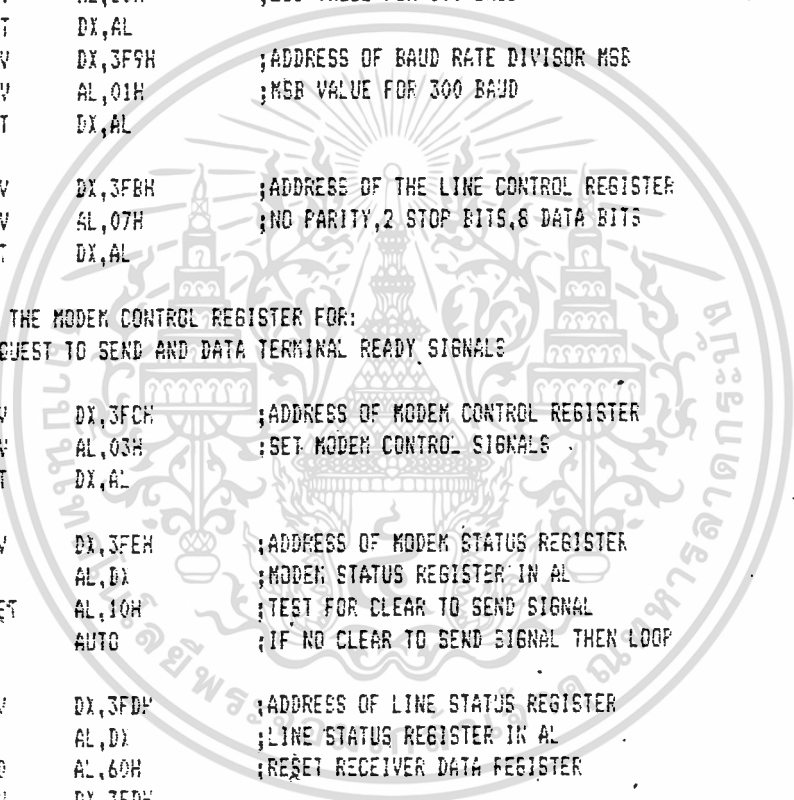 DX,AL
DX,3F9H ;ADDRESS OF BAUD RATE DIVISOR MSB
AL,01H ;MSB VALUE FOR 300 BAUD
DX,AL
DX,3FBH ;ADDRESS OF THE LINE CONTROL REGISTER
AL,07H ;NO PARITY,2 STOP BITS,8 DATA BITS
DX,AL
THE MODEM CONTROL REGISTER FOR:
QUEST TO SEND AND DATA TERMINAL READY SIGNALS
DX,3FCH ;ADDRESS OF MODEM CONTROL REGISTER
AL,03H ;SET MODEM CONTROL SIGNALS
DX,AL
DX,3FEH ;ADDRESS OF MODEM STATUS REGISTER
AL,DX ;MODEM STATUS REGISTER IN AL
AL,10H ;TEST FOR CLEAR TO SEND SIGNAL
AUTO ;IF NO CLEAR TO SEND SIGNAL THEN LOOP
DX,3FDH ;ADDRESS OF LINE STATUS REGISTER
AL,DX ;LINE STATUS REGISTER IN AL
AL,60H ;RESET RECEIVER DATA REGISTER